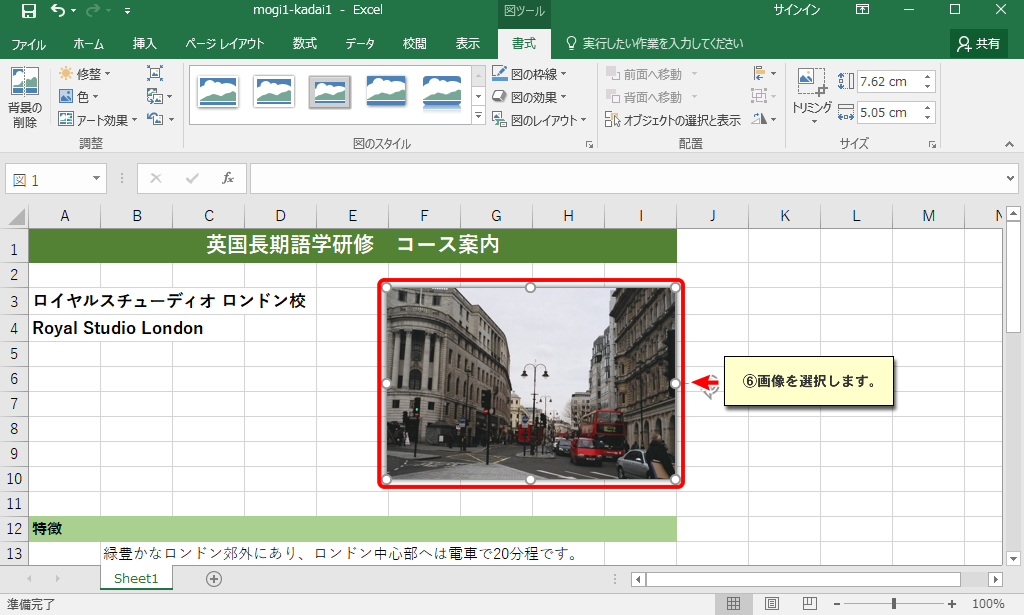 mogi1-kadai1 - Excel
図ツール
サインイン
ファイル ホーム 挿入 ページ レイアウト 数式 データ 校閲 表示 書式 実行したい作業を入力してください 共有
背景の
削除
修整
色
アート効果
調整
図のスタイル
図の枠線
図の効果
図のレイアウト
前面へ移動
背面へ移動
オブジェクトの選択と表示
配置
トリミング
7.62 cm
5.05 cm
サイズ
図 1
fx
A B C D E F G H I J K L M N
1 英国長期語学研修 コース案内
2
3 ロイヤルスチューディオ ロンドン校
4 Royal Studio London
5
6
⑥画像を選択します。
7
8
9
10
11
12 特徴
13 緑豊かなロンドン郊外にあり、ロンドン中心部へは電車で20分程です。
Sheet1
準備完了
100%